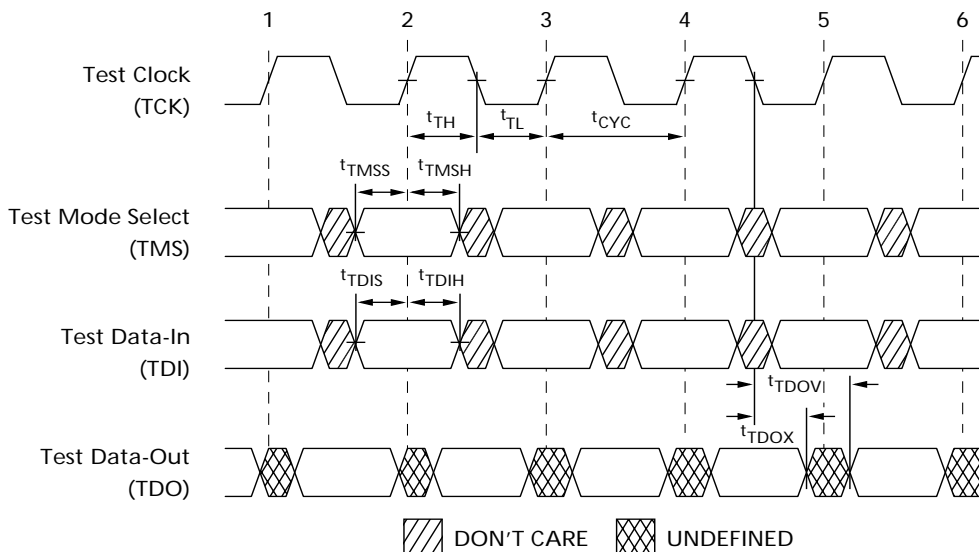 1 2 3 4 5 6
Test Clock
(TCK)
tTH tTL tCYC
tTMSS tTMSH
Test Mode Select
(TMS)
tTDIS tTDIH
Test Data-In
(TDI)
tTDOV
tTDOX
Test Data-Out
(TDO)
DON'T CARE UNDEFINED